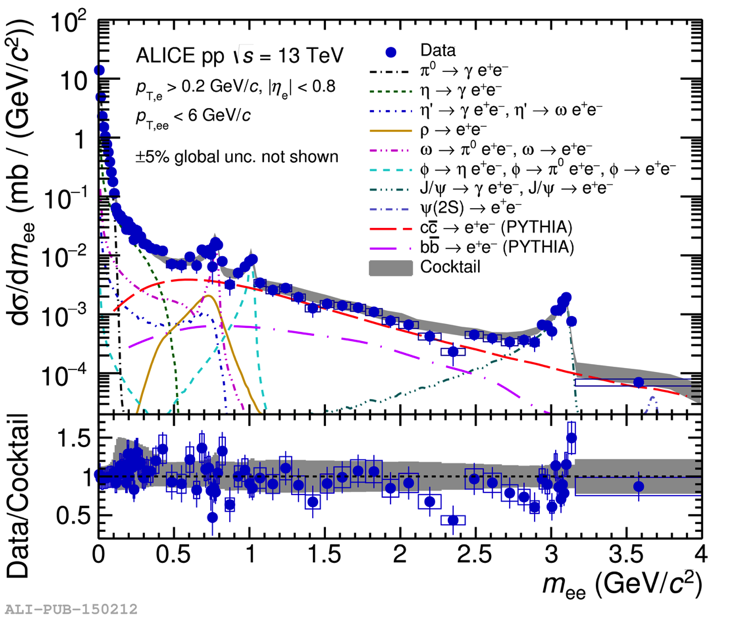 dσ/dm_ee (mb / (GeV/c²))
10²
10
1
10⁻¹
10⁻²
10⁻³
10⁻⁴
ALICE pp √s = 13 TeV
p_T,e > 0.2 GeV/c, |η_e| < 0.8
p_T,ee < 6 GeV/c
±5% global unc. not shown
Data
π⁰ → γ e⁺e⁻
η → γ e⁺e⁻
η' → γ e⁺e⁻, η' → ω e⁺e⁻
ρ → e⁺e⁻
ω → π⁰ e⁺e⁻, ω → e⁺e⁻
ϕ → η e⁺e⁻, ϕ → π⁰ e⁺e⁻, ϕ → e⁺e⁻
J/ψ → γ e⁺e⁻, J/ψ → e⁺e⁻
ψ(2S) → e⁺e⁻
cc̅ → e⁺e⁻ (PYTHIA)
bb̅ → e⁺e⁻ (PYTHIA)
Cocktail
Data/Cocktail
1.5
1
0.5
0 0.5 1 1.5 2 2.5 3 3.5 4
m_ee (GeV/c²)
ALI-PUB-150212